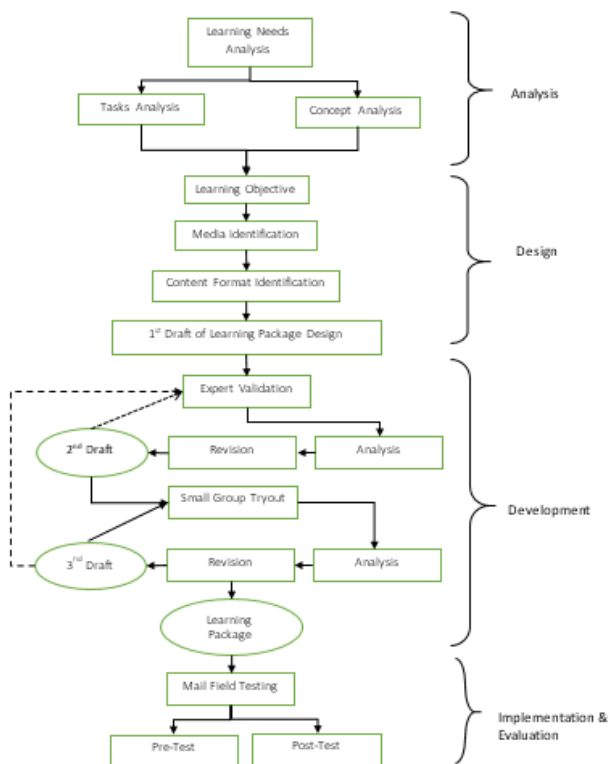 Learning Needs
Analysis
Tasks Analysis
Concept Analysis
Analysis
Learning Objective
Media Identification
Content Format Identification
1st Draft of Learning Package Design
Design
Expert Validation
2nd Draft
Revision
Analysis
Small Group Tryout
3nd Draft
Revision
Analysis
Learning
Package
Development
Mail Field Testing
Pre-Test
Post-Test
Implementation &
Evaluation